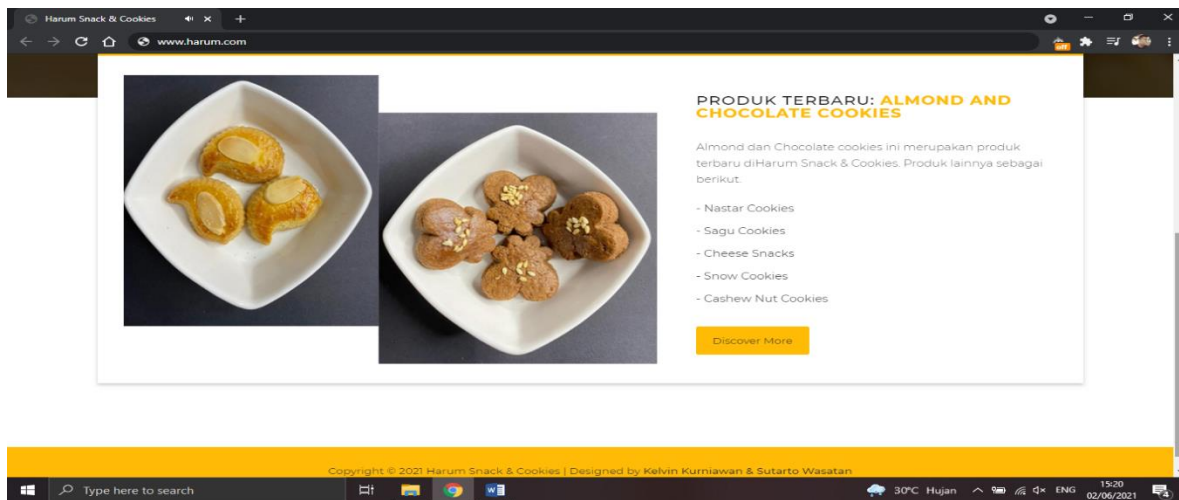 Harum Snack & Cookies
www.harum.com
off
PRODUK TERBARU: ALMOND AND
CHOCOLATE COOKIES
Almond dan Chocolate cookies ini merupakan produk
terbaru diHarum Snack & Cookies. Produk lainnya sebagai
berikut.
- Nastar Cookies
- Sagu Cookies
- Cheese Snacks
- Snow Cookies
- Cashew Nut Cookies
Discover More
Copyright © 2021 Harum Snack & Cookies | Designed by Kelvin Kurniawan & Sutarto Wasatan
Type here to search
30°C Hujan
ENG
15:20
02/06/2021
4